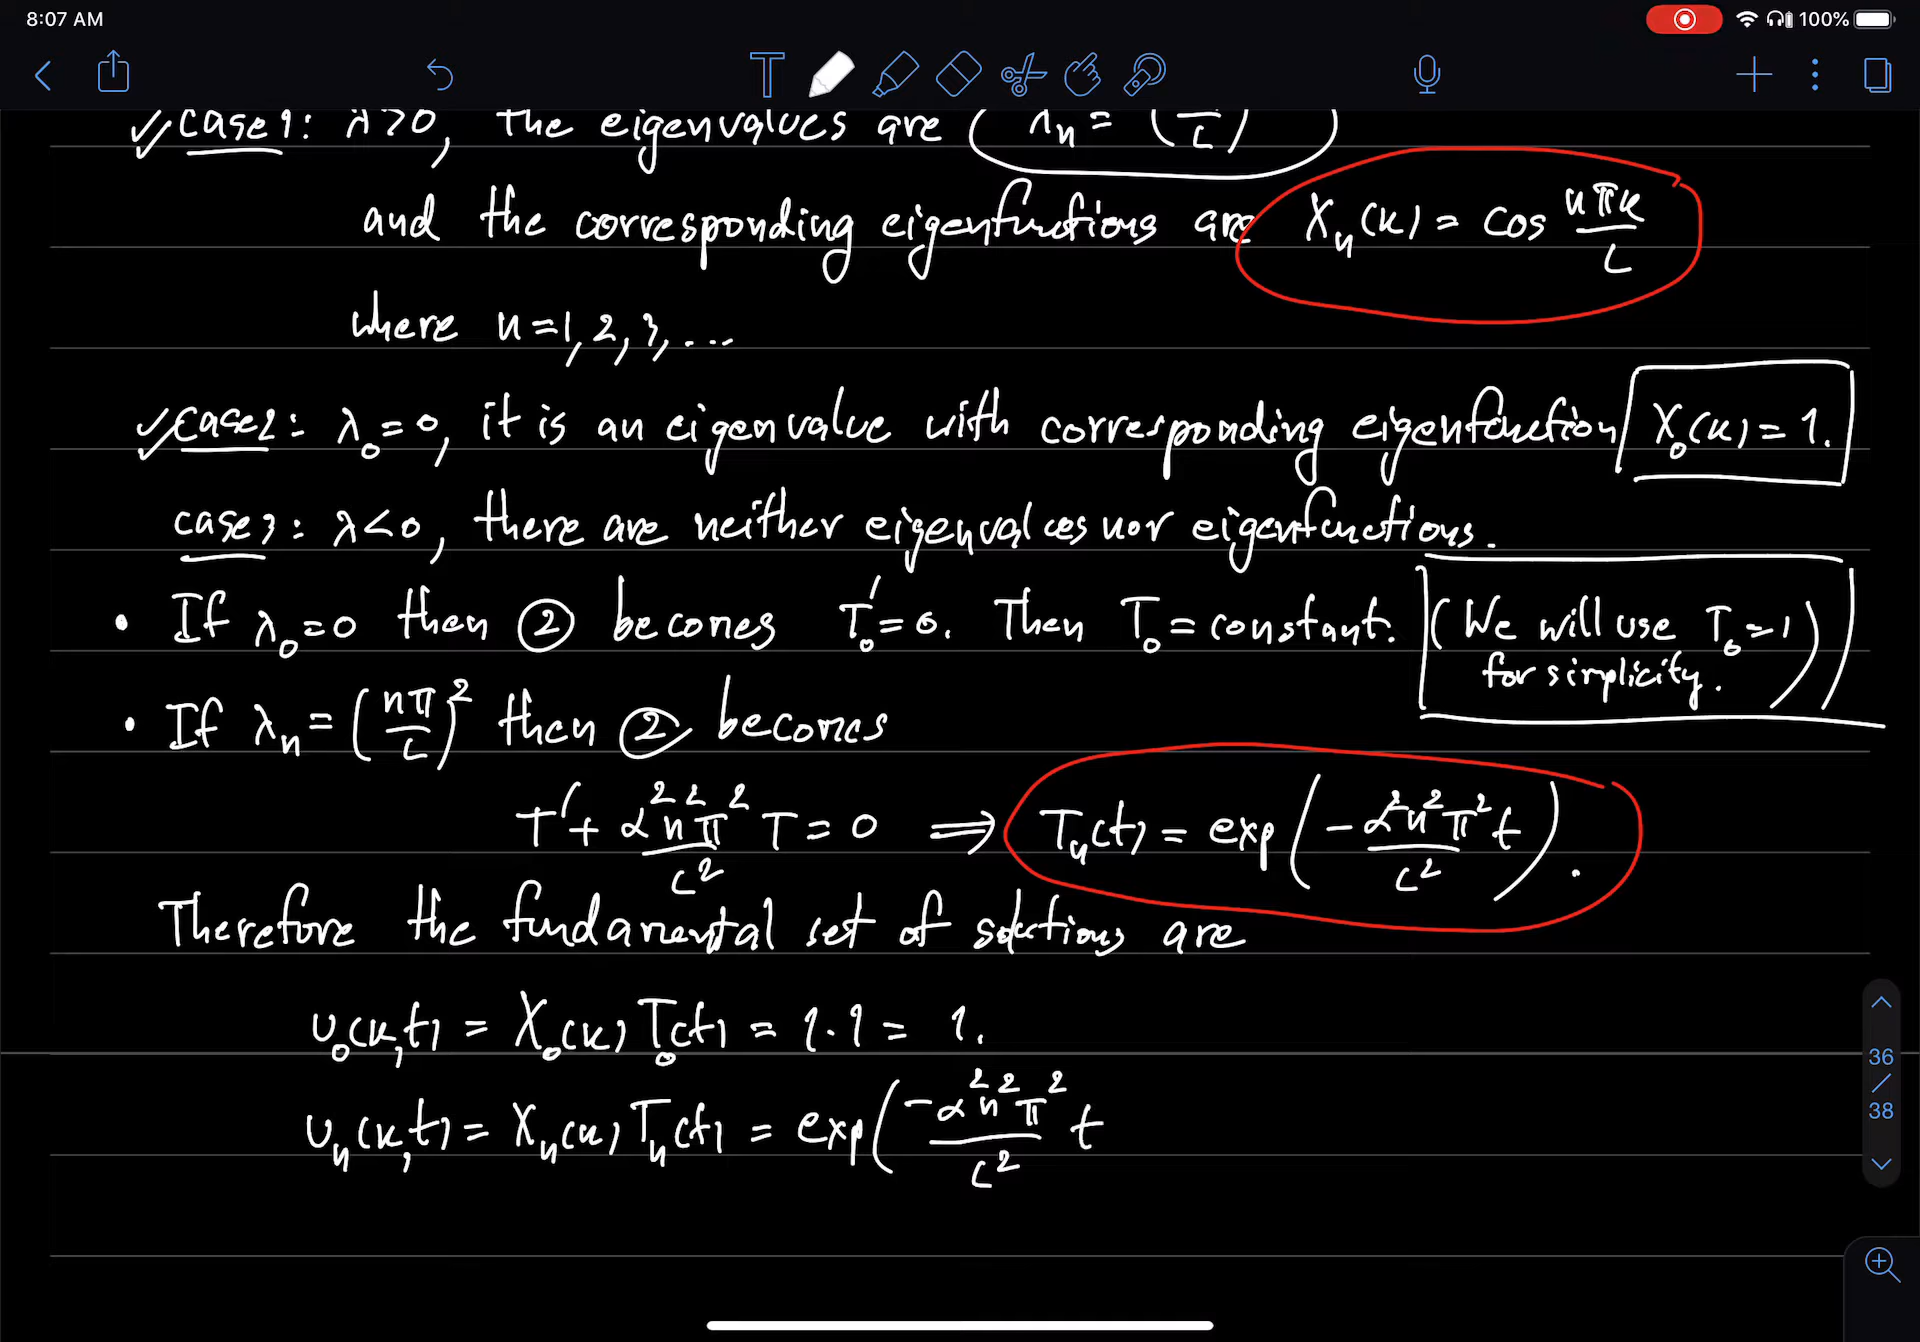 8:07 AM
100%
T
case 1: λ>0, the eigenvalues are λn = (π/L)
and the corresponding eigenfunctions are Xn(x) = cos nπx/L
where n=1,2,3,...
case 2: λ₀=0, it is an eigenvalue with corresponding eigenfunction X₀(x)=1.
case 3: λ<0, there are neither eigenvalues nor eigenfunctions.
• If λ₀=0 then ② becomes T₀'=0. Then T₀ = constant. (We will use T₀=1
for simplicity.)
• If λn = (nπ/L)² then ② becomes
T' + α²n²π²/L² T = 0 ⟹ Tn(t) = exp(-α²n²π²t/L²).
Therefore the fundamental set of solutions are
u₀(x,t) = X₀(x) T₀(t) = 1·1 = 1.
un(x,t) = Xn(x) Tn(t) = exp(-α²n²π²/L² t
36
/
38